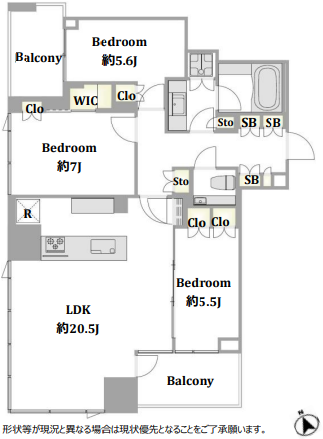 Bedroom
約5.6J
Balcony
Clo
WIC
Clo
Sto
SB
SB
Bedroom
約7J
Sto
SB
R
Clo
Clo
Bedroom
約5.5J
LDK
約20.5J
Balcony
形状等が現況と異なる場合は現状優先となることをご了承願います。
N